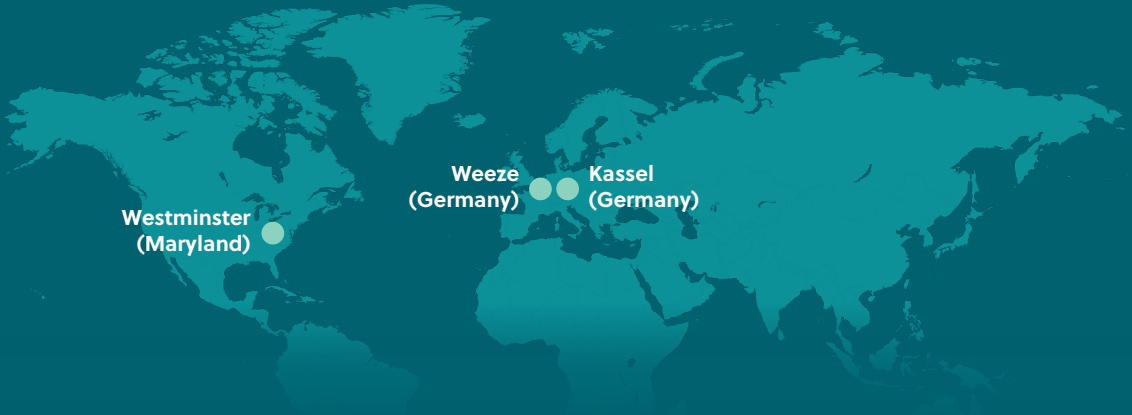 Weeze
(Germany)
Kassel
(Germany)
Westminster
(Maryland)